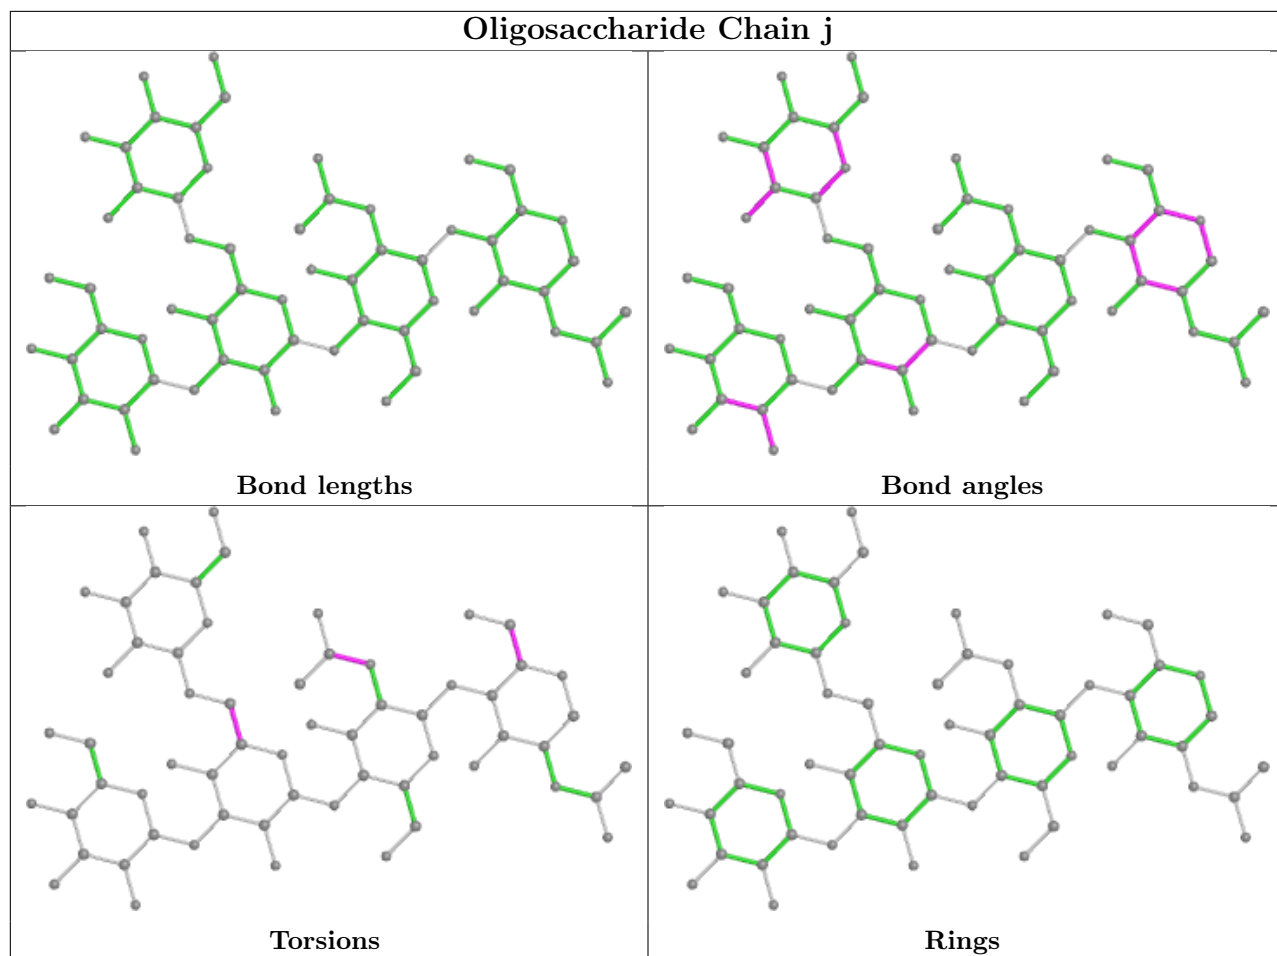 Oligosaccharide Chain j
Bond lengths
Bond angles
Torsions
Rings